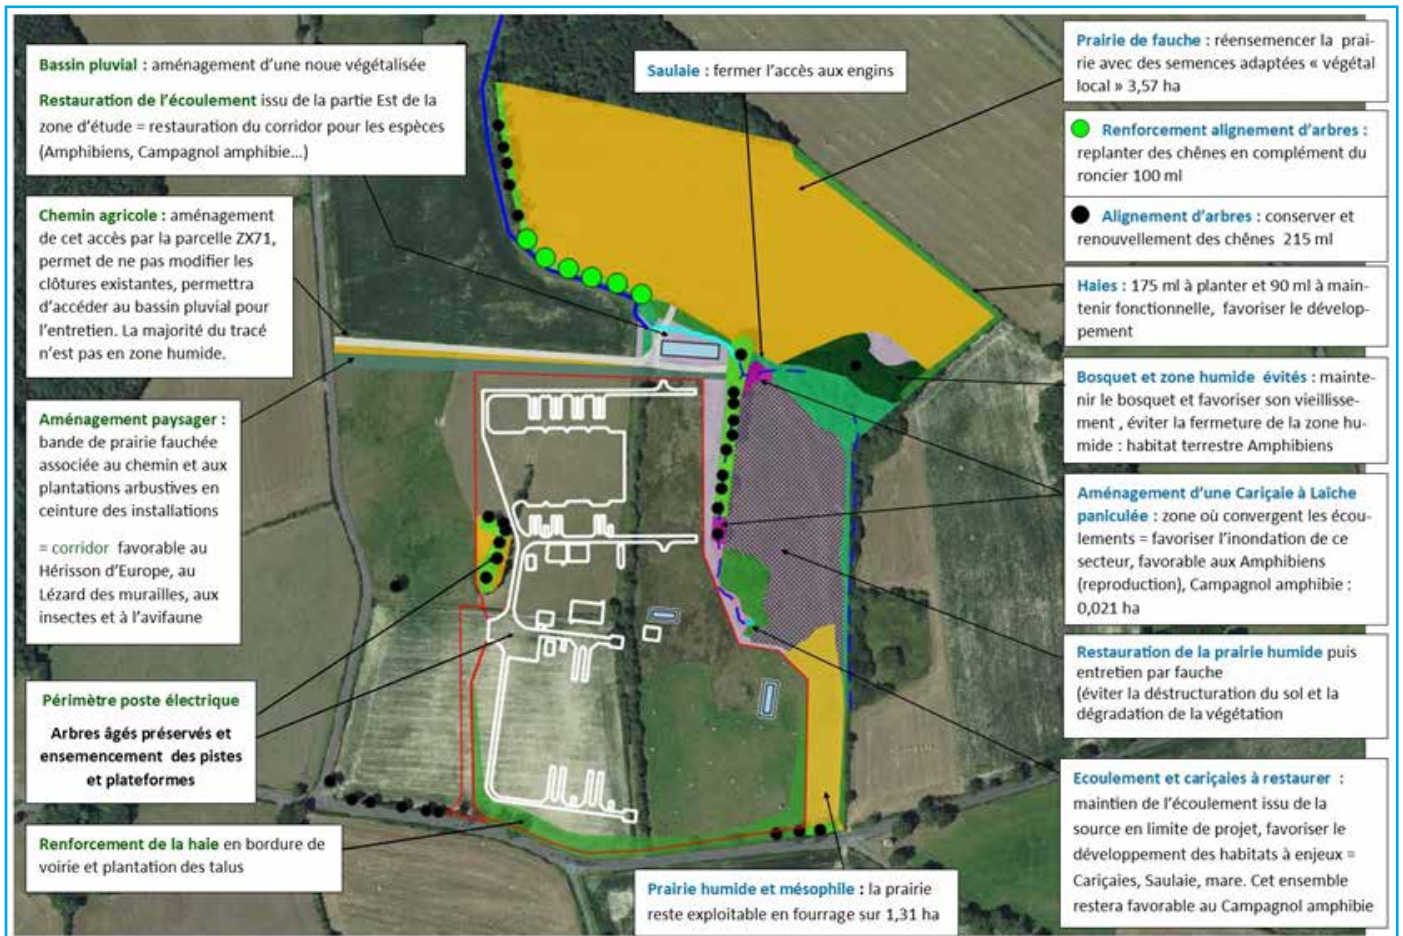 Bassin pluvial : aménagement d'une noue végétalisée
Restauration de l'écoulement issu de la partie Est de la
zone d'étude = restauration du corridor pour les espèces
(Amphibiens, Campagnol amphibie...)
Chemin agricole : aménagement
de cet accès par la parcelle ZX71,
permet de ne pas modifier les
clôtures existantes, permettra
d'accéder au bassin pluvial pour
l'entretien. La majorité du tracé
n'est pas en zone humide.
Aménagement paysager :
bande de prairie fauchée
associée au chemin et aux
plantations arbustives en
ceinture des installations
= corridor favorable au
Hérisson d'Europe, au
Lézard des murailles, aux
insectes et à l'avifaune
Périmètre poste électrique
Arbres âgés préservés et
ensemencement des pistes
et plateformes
Renforcement de la haie en bordure de
voirie et plantation des talus
Saulaie : fermer l'accès aux engins
Prairie humide et mésophile : la prairie
reste exploitable en fourrage sur 1,31 ha
Prairie de fauche : réensemencer la prai-
rie avec des semences adaptées « végétal
local » 3,57 ha
Renforcement alignement d'arbres :
replanter des chênes en complément du
roncier 100 ml
Alignement d'arbres : conserver et
renouvellement des chênes 215 ml
Haies : 175 ml à planter et 90 ml à main-
tenir fonctionnelle, favoriser le dévelop-
pement
Bosquet et zone humide évités : mainte-
nir le bosquet et favoriser son vieillisse-
ment , éviter la fermeture de la zone hu-
mide : habitat terrestre Amphibiens
Aménagement d'une Cariçaie à Laîche
paniculée : zone où convergent les écou-
lements = favoriser l'inondation de ce
secteur, favorable aux Amphibiens
(reproduction), Campagnol amphibie :
0,021 ha
Restauration de la prairie humide puis
entretien par fauche
(éviter la déstructuration du sol et la
dégradation de la végétation
Ecoulement et cariçaies à restaurer :
maintien de l'écoulement issu de la
source en limite de projet, favoriser le
développement des habitats à enjeux =
Cariçaies, Saulaie, mare. Cet ensemble
restera favorable au Campagnol amphibie